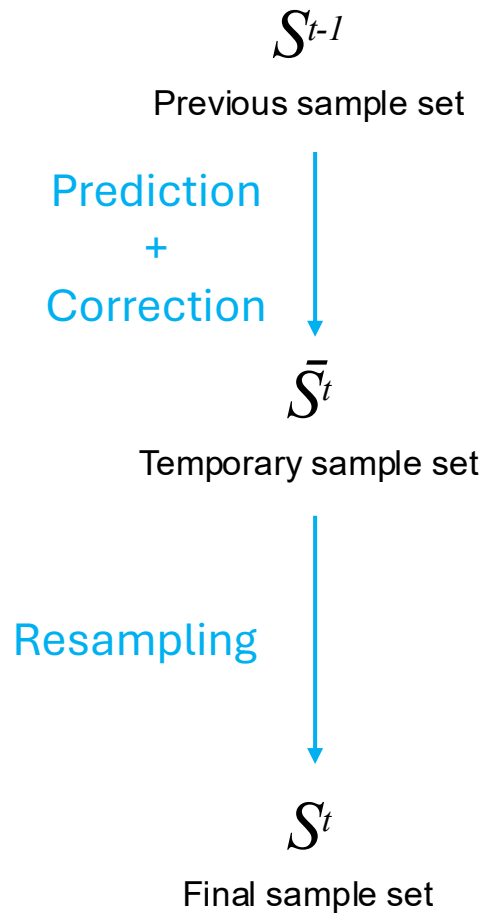 S^{t-1}
Previous sample set
Prediction
+
Correction
S̄^t
Temporary sample set
Resampling
S^t
Final sample set